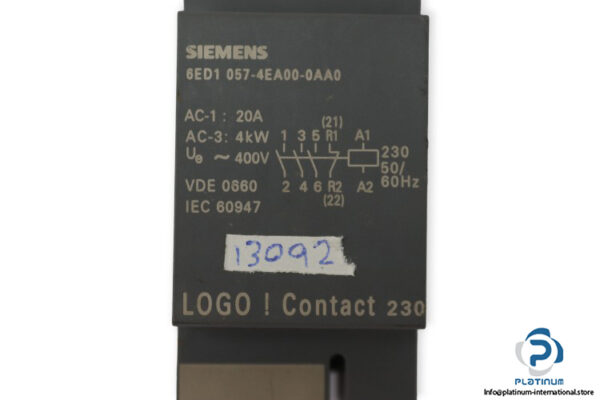 SIEMENS
6ED1 057-4EA00-0AA0
AC-1: 20A
AC-3: 4kW
Ue ~ 400V
(21)
1 3 5 R1 A1
230
50/
60Hz
2 4 6 R2 A2
(22)
VDE 0660
IEC 60947
13092
LOGO! Contact 230
PLATINUM
Info@platinum-international.store